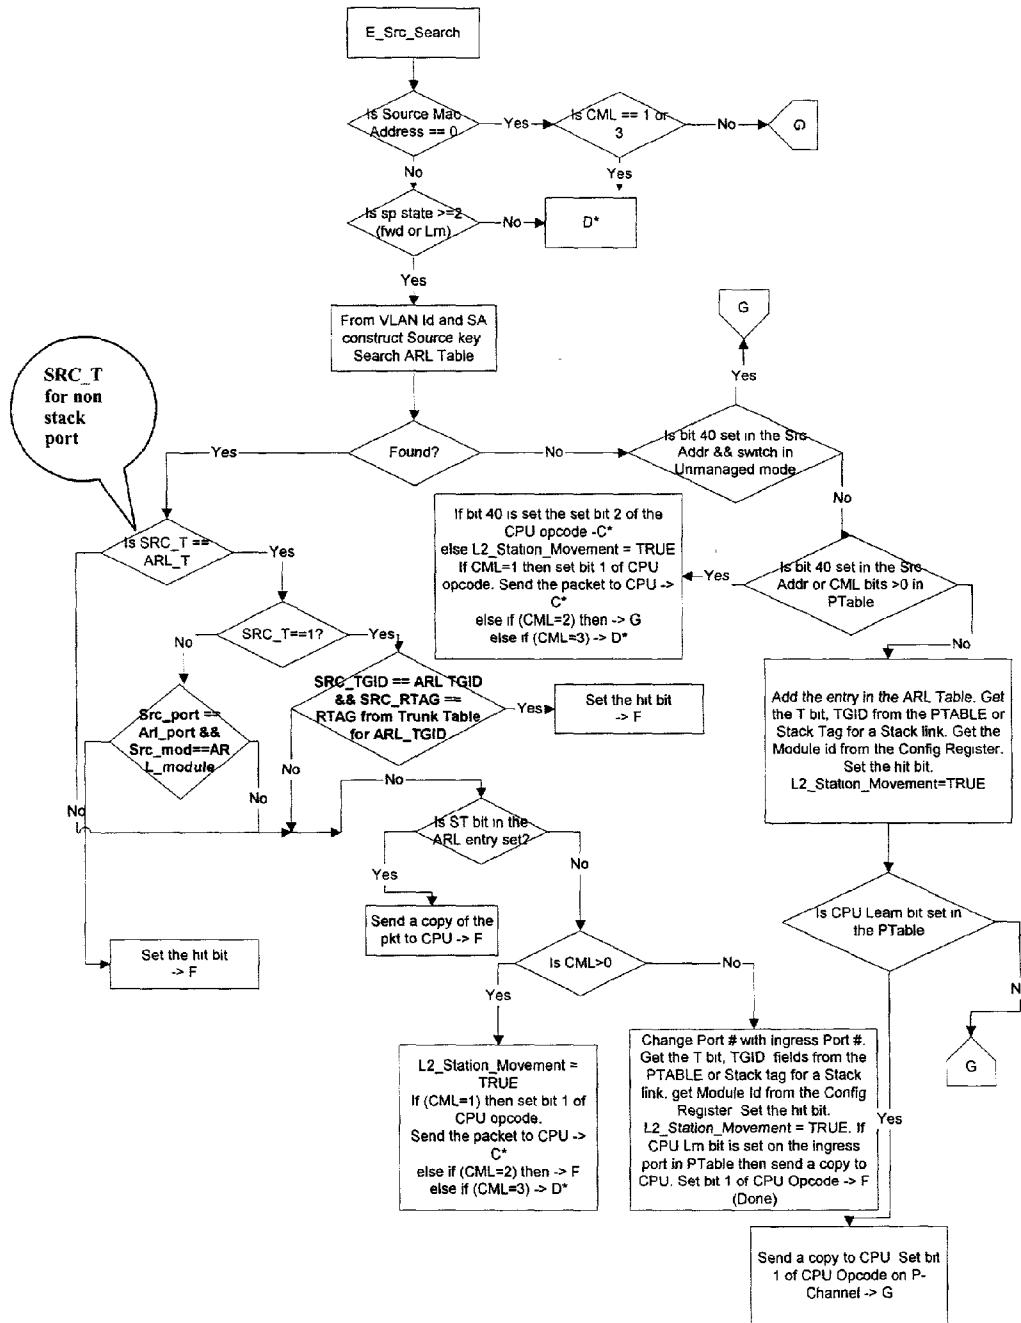 E_Src_Search
Is Source Mac
Address == 0
Yes
Is CML == 1 or
3
No
G
No
Yes
Is sp state >=2
(fwd or Lrn)
No
D*
Yes
From VLAN Id and SA
construct Source key
Search ARL Table
G
Yes
SRC_T
for non
stack
port
Yes
Found?
No
Is bit 40 set in the Src
Addr && switch in
Unmanaged mode
No
If bit 40 is set the set bit 2 of the
CPU opcode -C*
else L2_Station_Movement = TRUE
If CML=1 then set bit 1 of CPU
opcode. Send the packet to CPU ->
C*
else if (CML=2) then -> G
else if (CML=3) -> D*
Yes
Is bit 40 set in the Src
Addr or CML bits >0 in
PTable
No
Is SRC_T ==
ARL_T
Yes
SRC_T==1?
No
Yes
SRC_TGID == ARL TGID
&& SRC_RTAG ==
RTAG from Trunk Table
for ARL_TGID
Yes
Set the hit bit
-> F
Src_port ==
Arl_port &&
Src_mod==AR
L_module
No
No
No
No
Add the entry in the ARL Table. Get
the T bit, TGID from the PTABLE or
Stack Tag for a Stack link. Get the
Module id from the Config Register.
Set the hit bit.
L2_Station_Movement=TRUE
Is ST bit in the
ARL entry set?
Yes
No
Send a copy of the
pkt to CPU -> F
Set the hit bit
-> F
Is CML>0
Yes
No
Is CPU Learn bit set in
the PTable
N
G
Yes
L2_Station_Movement =
TRUE
If (CML=1) then set bit 1 of
CPU opcode.
Send the packet to CPU ->
C*
else if (CML=2) then -> F
else if (CML=3) -> D*
Change Port # with ingress Port #.
Get the T bit, TGID fields from the
PTABLE or Stack tag for a Stack
link, get Module Id from the Config
Register Set the hit bit.
L2_Station_Movement = TRUE. If
CPU Lrn bit is set on the ingress
port in PTable then send a copy to
CPU. Set bit 1 of CPU Opcode -> F
(Done)
Send a copy to CPU Set bit
1 of CPU Opcode on P-
Channel -> G